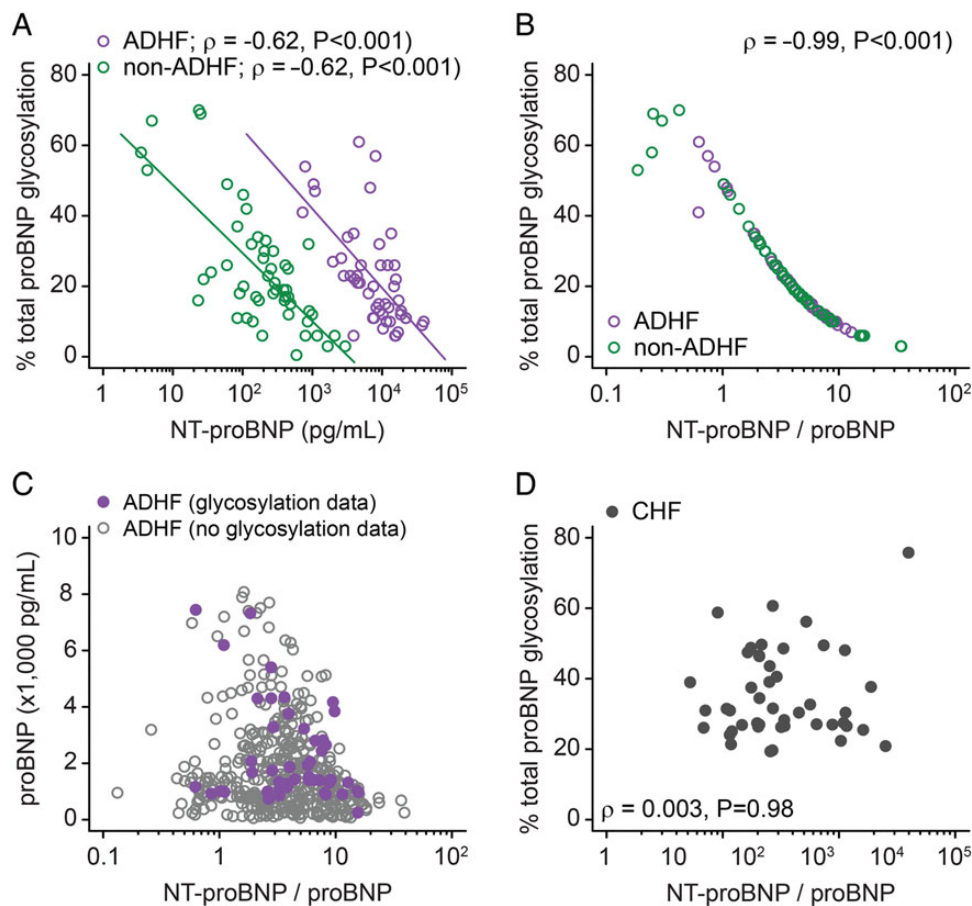 A
ADHF; ρ = -0.62, P<0.001)
non-ADHF; ρ = –0.62, P<0.001)
% total proBNP glycosylation
80
60
40
20
0
1 10 10² 10³ 10⁴ 10⁵
NT-proBNP (pg/mL)
B
ρ = –0.99, P<0.001)
% total proBNP glycosylation
80
60
40
20
0
ADHF
non-ADHF
0.1 1 10 10²
NT-proBNP / proBNP
C
ADHF (glycosylation data)
ADHF (no glycosylation data)
proBNP (x1,000 pg/mL)
10
8
6
4
2
0
0.1 1 10 10²
NT-proBNP / proBNP
D
CHF
% total proBNP glycosylation
80
60
40
20
0
ρ = 0.003, P=0.98
1 10 10² 10³ 10⁴ 10⁵
NT-proBNP / proBNP